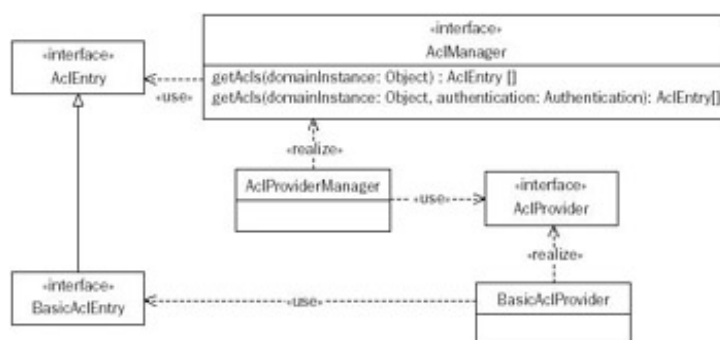 «interface»
AclManager
«interface»
AclEntry
getAcls(domainInstance: Object) : AclEntry []
«use»
getAcls(domainInstance: Object, authentication: Authentication): AclEntry[]
«realize»
AclProviderManager
«use»
«interface»
AclProvider
«realize»
«interface»
BasicAclEntry
«use»
BasicAclProvider